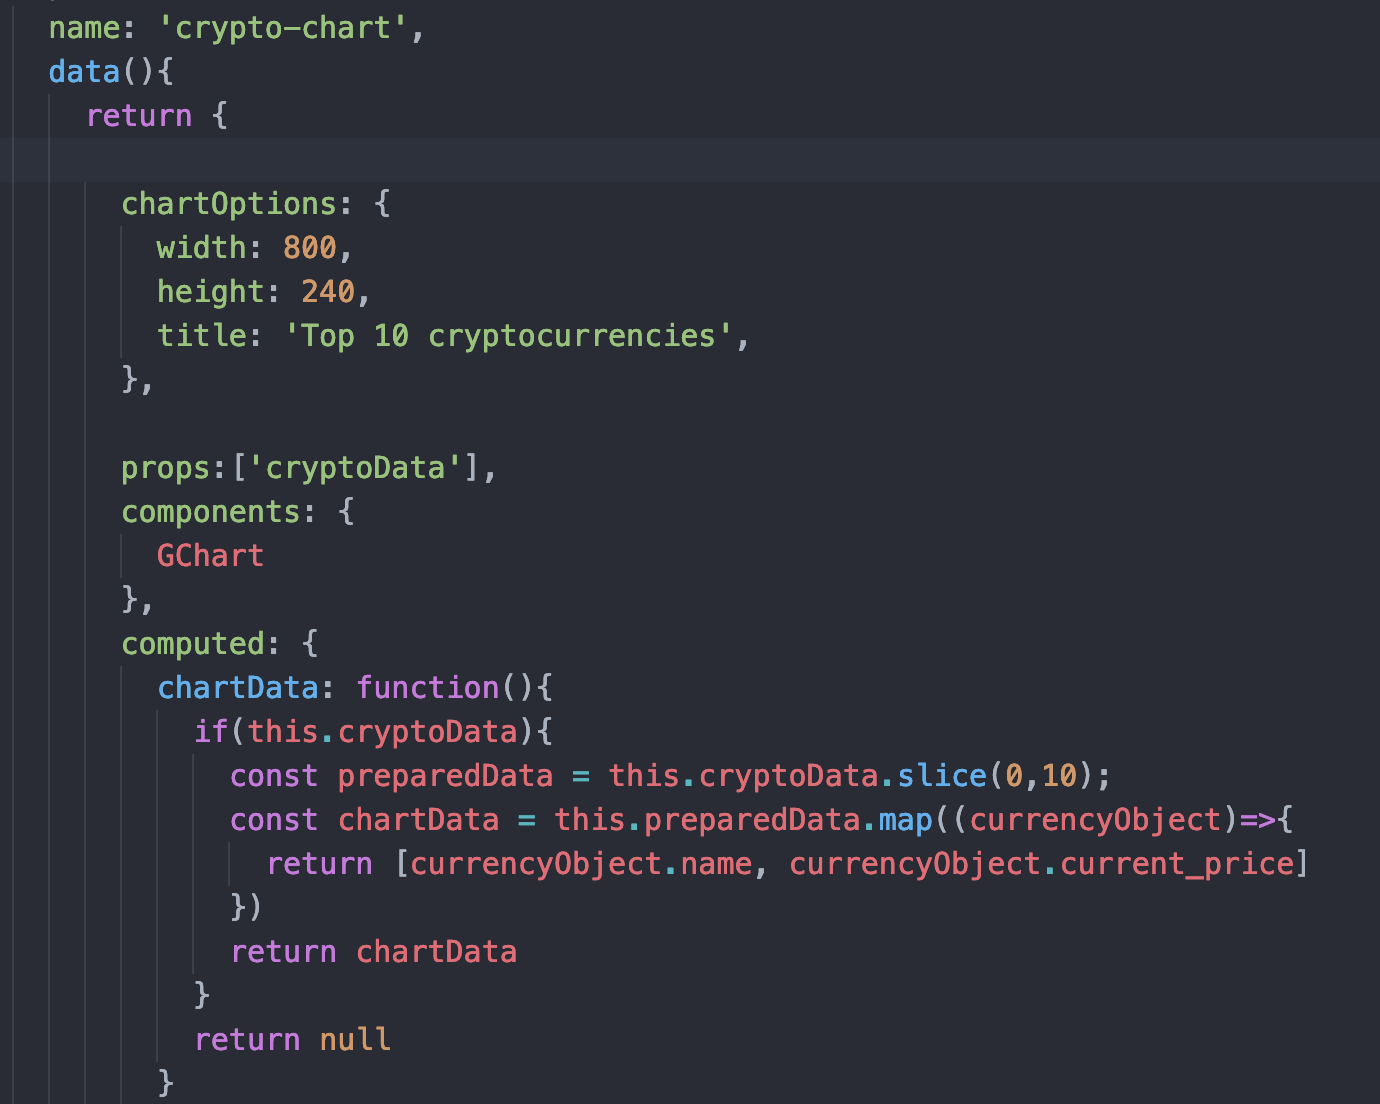 name: 'crypto-chart',
data(){
return {
chartOptions: {
width: 800,
height: 240,
title: 'Top 10 cryptocurrencies',
},
props:['cryptoData'],
components: {
GChart
},
computed: {
chartData: function(){
if(this.cryptoData){
const preparedData = this.cryptoData.slice(0,10);
const chartData = this.preparedData.map((currencyObject)=>{
return [currencyObject.name, currencyObject.current_price]
})
return chartData
}
return null
}